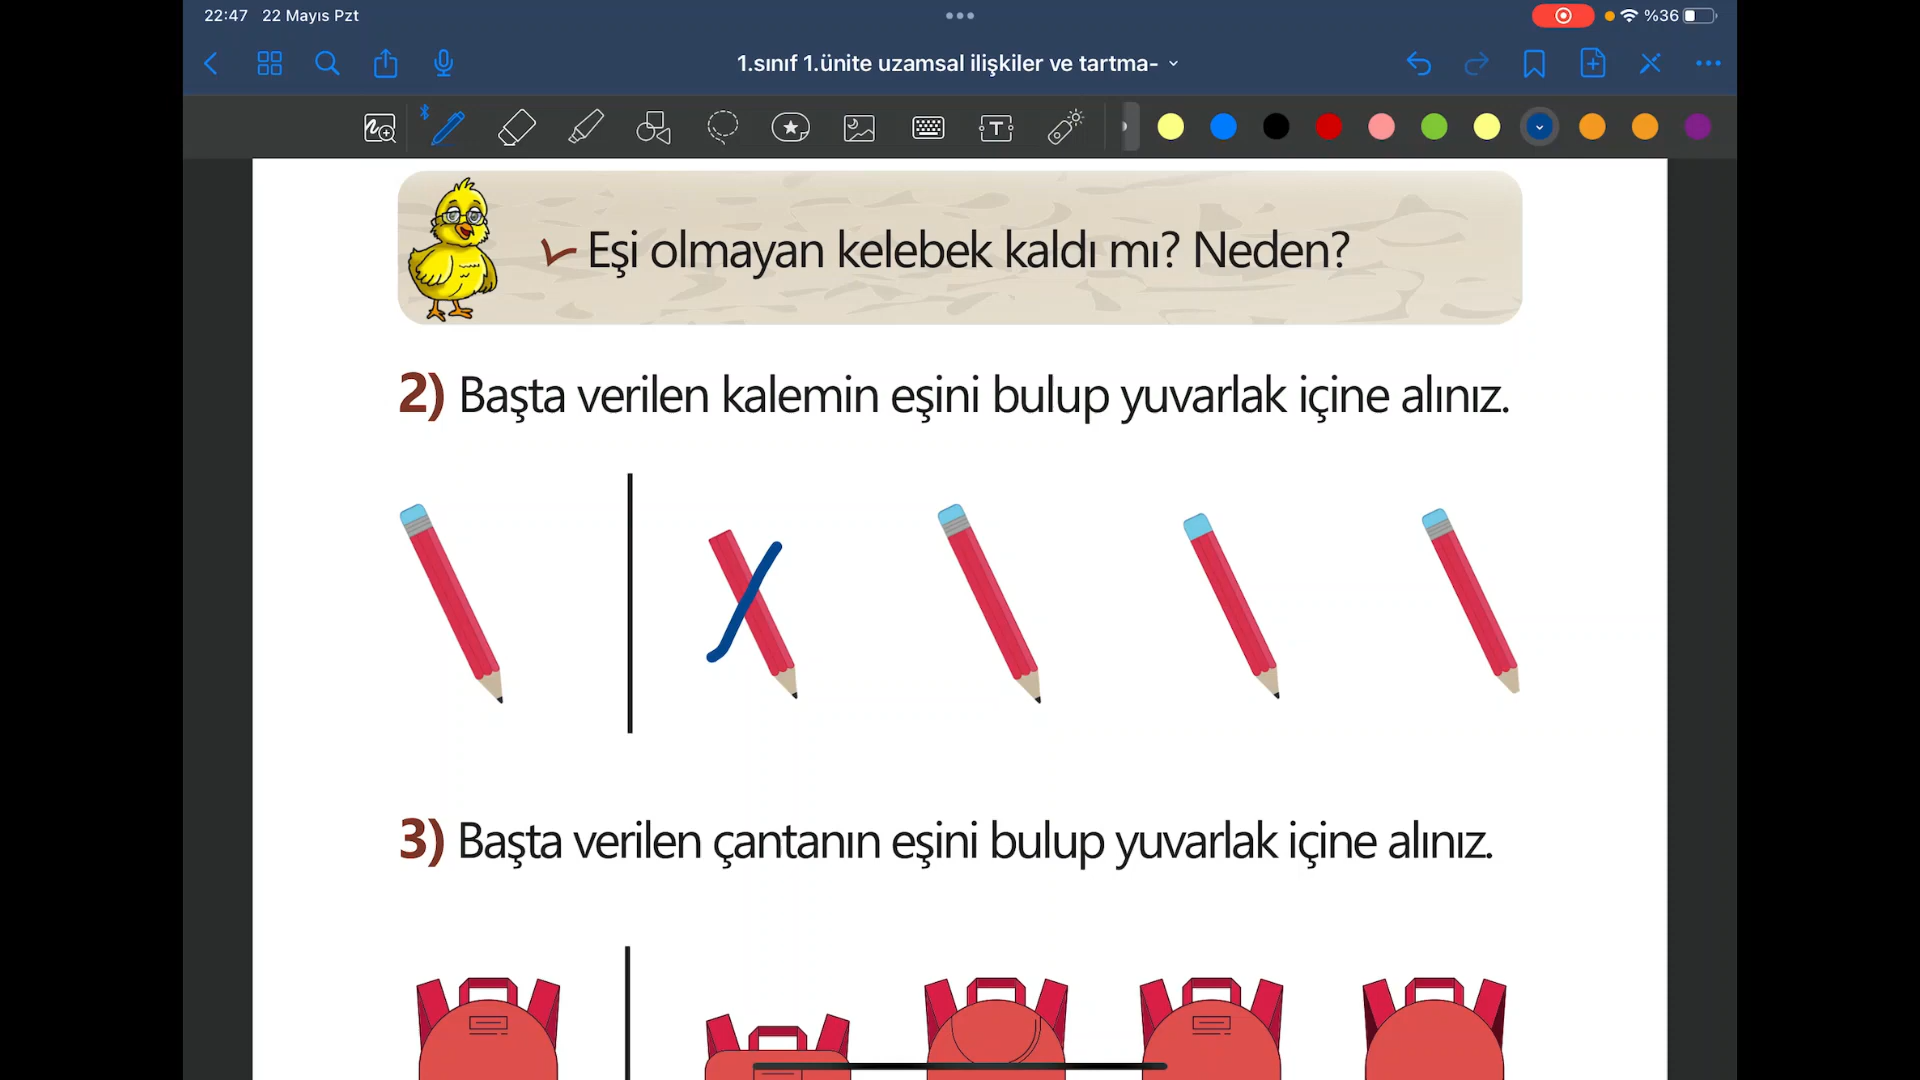 22:47 22 Mayıs Pzt
%36
1.sınıf 1.ünite uzamsal ilişkiler ve tartma-
T
Eşi olmayan kelebek kaldı mı? Neden?
2) Başta verilen kalemin eşini bulup yuvarlak içine alınız.
3) Başta verilen çantanın eşini bulup yuvarlak içine alınız.